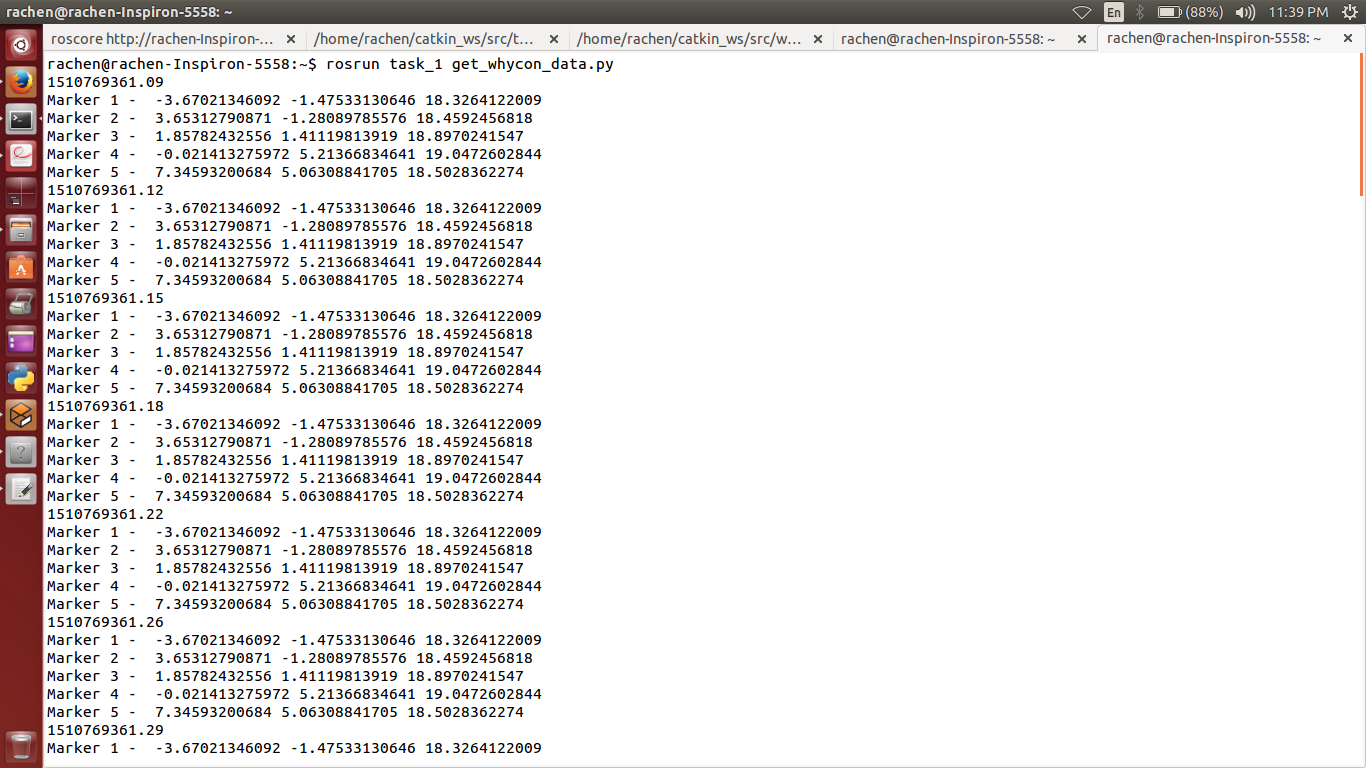 rachen@rachen-Inspiron-5558: ~
En
(88%)
11:39 PM
roscore http://rachen-Inspiron-...
/home/rachen/catkin_ws/src/t...
/home/rachen/catkin_ws/src/w...
rachen@rachen-Inspiron-5558: ~
rachen@rachen-Inspiron-5558: ~
rachen@rachen-Inspiron-5558:~$ rosrun task_1 get_whycon_data.py
1510769361.09
Marker 1 -  -3.67021346092 -1.47533130646 18.3264122009
Marker 2 -  3.65312790871 -1.28089785576 18.4592456818
Marker 3 -  1.85782432556 1.41119813919 18.8970241547
Marker 4 -  -0.021413275972 5.21366834641 19.0472602844
Marker 5 -  7.34593200684 5.06308841705 18.5028362274
1510769361.12
Marker 1 -  -3.67021346092 -1.47533130646 18.3264122009
Marker 2 -  3.65312790871 -1.28089785576 18.4592456818
Marker 3 -  1.85782432556 1.41119813919 18.8970241547
Marker 4 -  -0.021413275972 5.21366834641 19.0472602844
Marker 5 -  7.34593200684 5.06308841705 18.5028362274
1510769361.15
Marker 1 -  -3.67021346092 -1.47533130646 18.3264122009
Marker 2 -  3.65312790871 -1.28089785576 18.4592456818
Marker 3 -  1.85782432556 1.41119813919 18.8970241547
Marker 4 -  -0.021413275972 5.21366834641 19.0472602844
Marker 5 -  7.34593200684 5.06308841705 18.5028362274
1510769361.18
Marker 1 -  -3.67021346092 -1.47533130646 18.3264122009
Marker 2 -  3.65312790871 -1.28089785576 18.4592456818
Marker 3 -  1.85782432556 1.41119813919 18.8970241547
Marker 4 -  -0.021413275972 5.21366834641 19.0472602844
Marker 5 -  7.34593200684 5.06308841705 18.5028362274
1510769361.22
Marker 1 -  -3.67021346092 -1.47533130646 18.3264122009
Marker 2 -  3.65312790871 -1.28089785576 18.4592456818
Marker 3 -  1.85782432556 1.41119813919 18.8970241547
Marker 4 -  -0.021413275972 5.21366834641 19.0472602844
Marker 5 -  7.34593200684 5.06308841705 18.5028362274
1510769361.26
Marker 1 -  -3.67021346092 -1.47533130646 18.3264122009
Marker 2 -  3.65312790871 -1.28089785576 18.4592456818
Marker 3 -  1.85782432556 1.41119813919 18.8970241547
Marker 4 -  -0.021413275972 5.21366834641 19.0472602844
Marker 5 -  7.34593200684 5.06308841705 18.5028362274
1510769361.29
Marker 1 -  -3.67021346092 -1.47533130646 18.3264122009